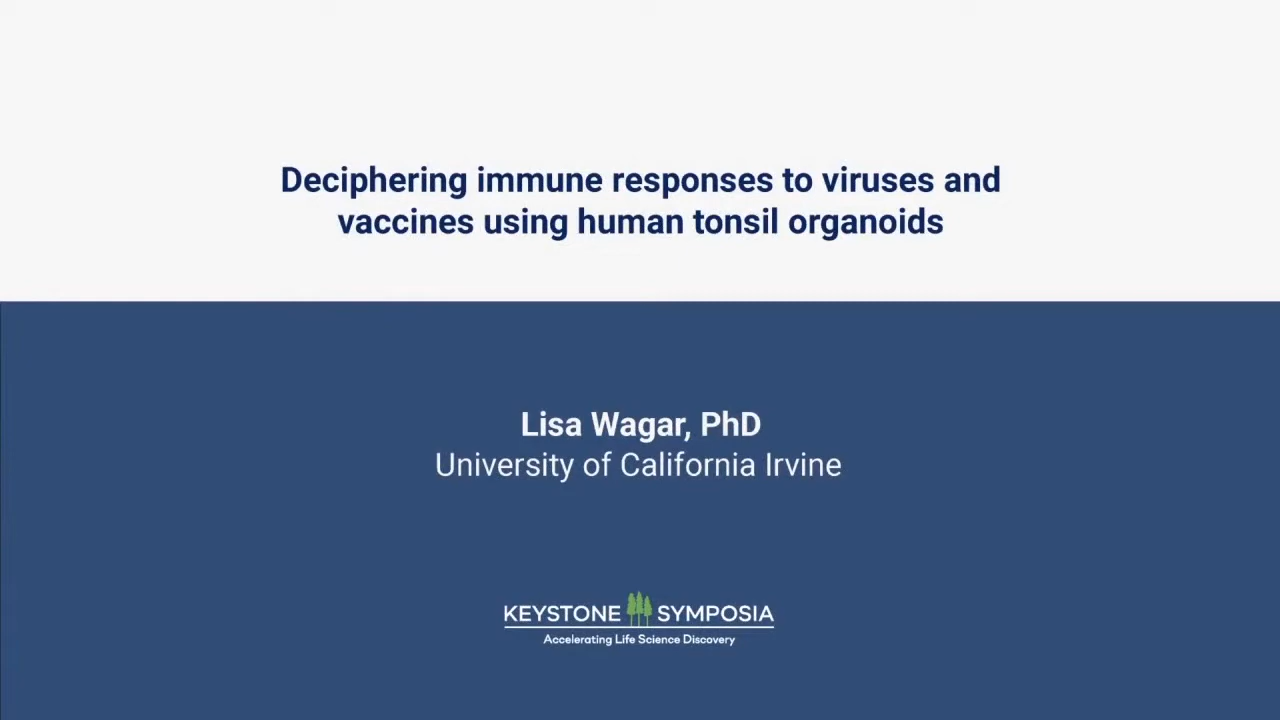 Deciphering immune responses to viruses and
vaccines using human tonsil organoids
Lisa Wagar, PhD
University of California Irvine
KEYSTONE SYMPOSIA
Accelerating Life Science Discovery